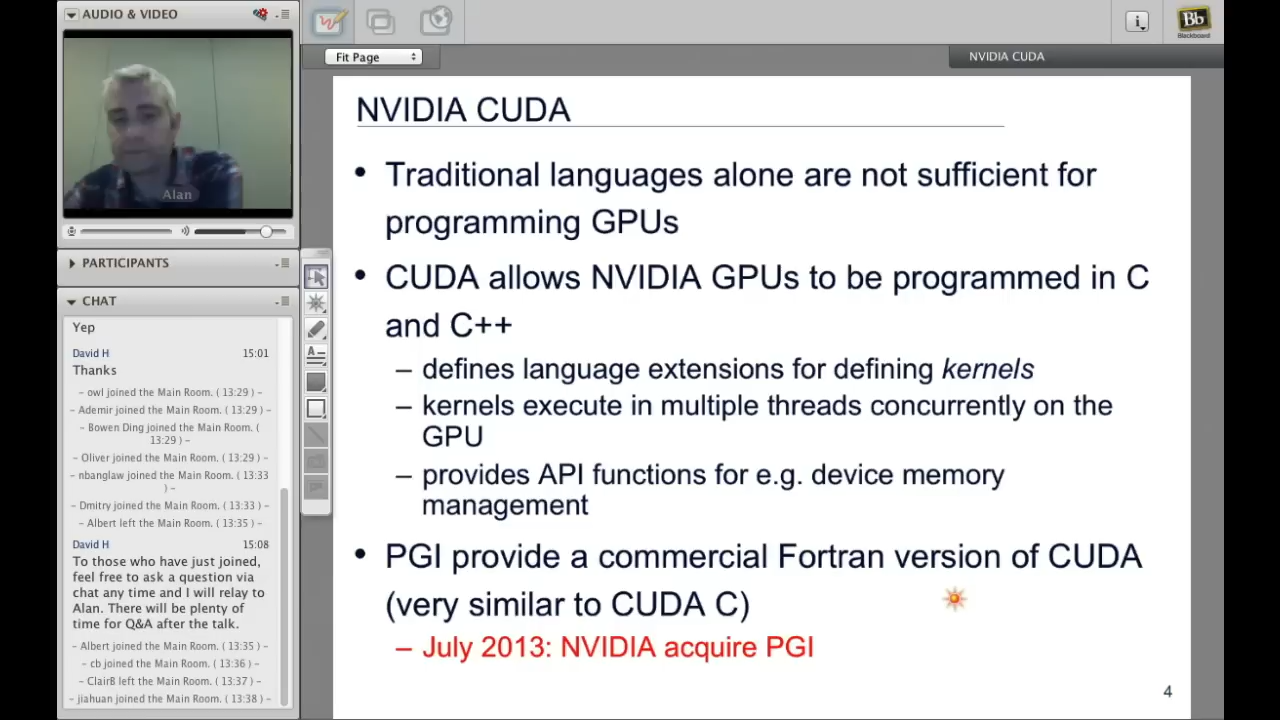 AUDIO & VIDEO
Alan
PARTICIPANTS
CHAT
Yep
David H 15:01
Thanks
– owl joined the Main Room. ( 13:29 ) –
– Ademir joined the Main Room. ( 13:29 ) –
– Bowen Ding joined the Main Room. (
13:29 ) –
– Oliver joined the Main Room. ( 13:29 ) –
– nbanglaw joined the Main Room. ( 13:33
) –
– Dmitry joined the Main Room. ( 13:33 ) –
– Albert left the Main Room. ( 13:35 ) –
David H 15:08
To those who have just joined,
feel free to ask a question via
chat any time and I will relay to
Alan. There will be plenty of
time for Q&A after the talk.
– Albert joined the Main Room. ( 13:35 ) –
– cb joined the Main Room. ( 13:36 ) –
– ClairB left the Main Room. ( 13:37 ) –
– jiahuan joined the Main Room. ( 13:38 ) –
i
Bb
Blackboard
Fit Page
NVIDIA CUDA
NVIDIA CUDA
• Traditional languages alone are not sufficient for
programming GPUs
• CUDA allows NVIDIA GPUs to be programmed in C
and C++
– defines language extensions for defining kernels
– kernels execute in multiple threads concurrently on the
GPU
– provides API functions for e.g. device memory
management
• PGI provide a commercial Fortran version of CUDA
(very similar to CUDA C)
– July 2013: NVIDIA acquire PGI
4